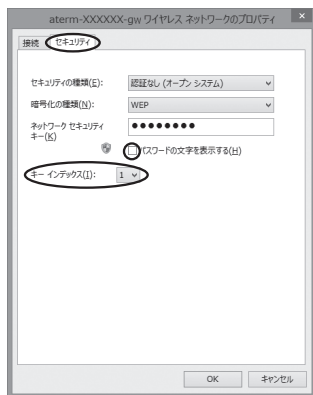 aterm-XXXXXX-gw ワイヤレス ネットワークのプロパティ
接続 セキュリティ
セキュリティの種類(E): 認証なし (オープン システム)
暗号化の種類(N): WEP
ネットワーク セキュリティ
キー(K) ●●●●●●●●
パスワードの文字を表示する(H)
キー インデックス(I): 1
OK キャンセル